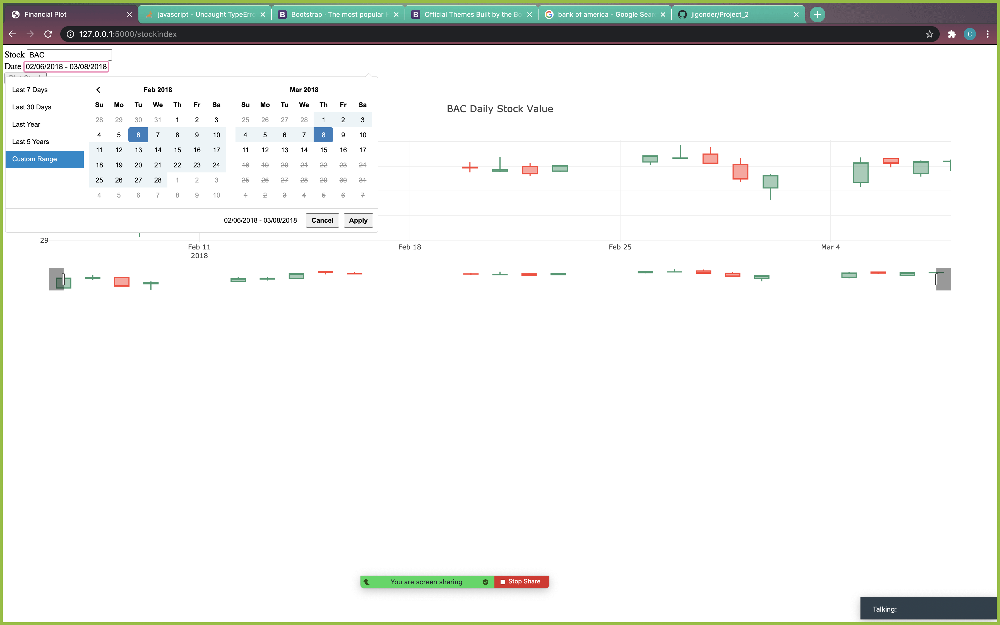 Financial Plot
javascript - Uncaught TypeErro
Bootstrap · The most popular H
Official Themes Built by the Bo
bank of america - Google Sear
jigonder/Project_2
127.0.0.1:5000/stockindex
C
Stock BAC
Date 02/06/2018 - 03/08/2018
Last 7 Days
Last 30 Days
Last Year
Last 5 Years
Custom Range
Feb 2018
Su Mo Tu We Th Fr Sa
28 29 30 31 1 2 3
4 5 6 7 8 9 10
11 12 13 14 15 16 17
18 19 20 21 22 23 24
25 26 27 28 1 2 3
4 5 6 7 8 9 10
Mar 2018
Su Mo Tu We Th Fr Sa
25 26 27 28 1 2 3
4 5 6 7 8 9 10
11 12 13 14 15 16 17
18 19 20 21 22 23 24
25 26 27 28 29 30 31
1 2 3 4 5 6 7
02/06/2018 - 03/08/2018 Cancel Apply
BAC Daily Stock Value
29
Feb 11 Feb 18 Feb 25 Mar 4
2018
You are screen sharing Stop Share
Talking: